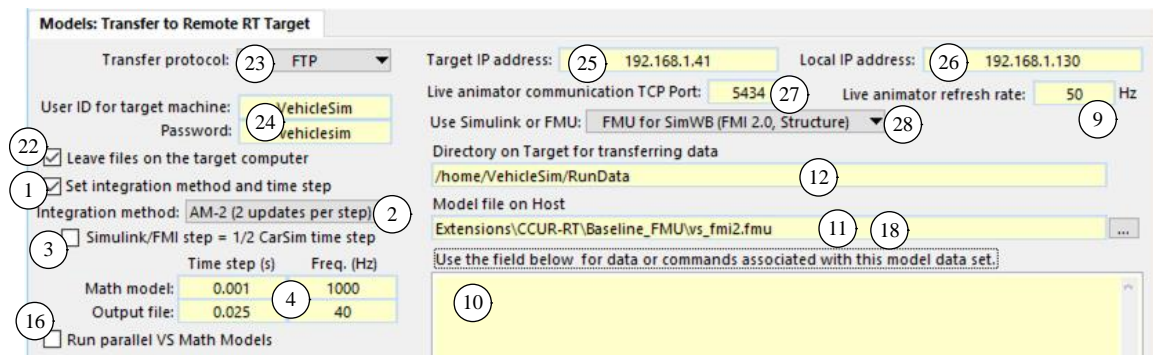 Models: Transfer to Remote RT Target
Transfer protocol: 23 FTP
Target IP address: 25 192.168.1.41
Local IP address: 26 192.168.1.130
User ID for target machine: VehicleSim
Password: 24 vehiclesim
Live animator communication TCP Port: 5434 27
Live animator refresh rate: 50 Hz
9
Use Simulink or FMU: FMU for SimWB (FMI 2.0, Structure) 28
22
Leave files on the target computer
Directory on Target for transferring data
/home/VehicleSim/RunData 12
1 Set integration method and time step
Integration method: AM-2 (2 updates per step) 2
Model file on Host
Extensions\CCUR-RT\Baseline_FMU\vs_fmi2.fmu 11 18 ...
3 Simulink/FMI step = 1/2 CarSim time step
Use the field below for data or commands associated with this model data set.
Time step (s) Freq. (Hz)
Math model: 0.001 1000
4
Output file: 0.025 40
10
16
Run parallel VS Math Models